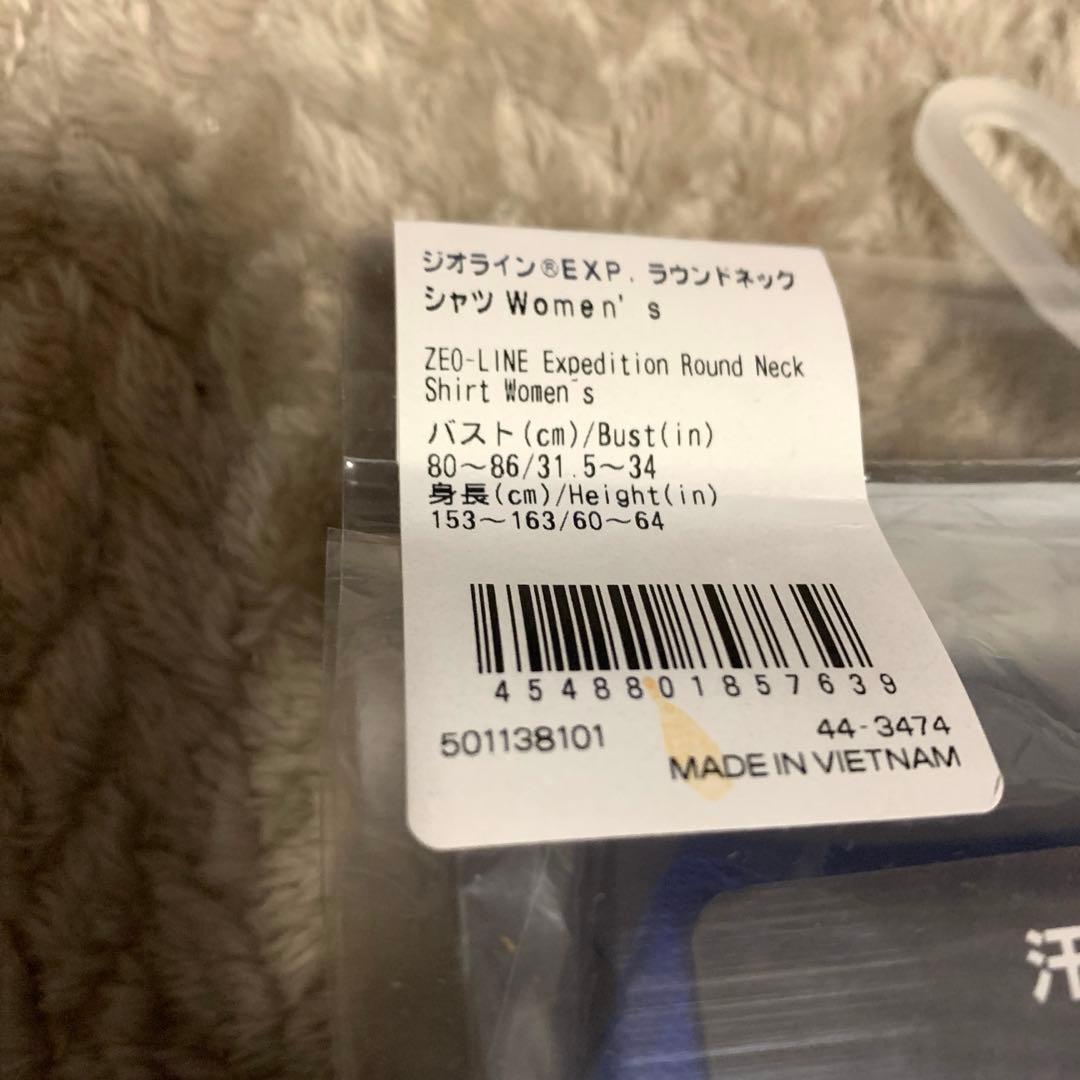 ジオライン®EXP. ラウンドネック
シャツ Women's
ZEO-LINE Expedition Round Neck
Shirt Women's
バスト(cm)/Bust(in)
80～86/31.5～34
身長(cm)/Height(in)
153～163/60～64
4548801857639
501138101
44-3474
MADE IN VIETNAM
汗